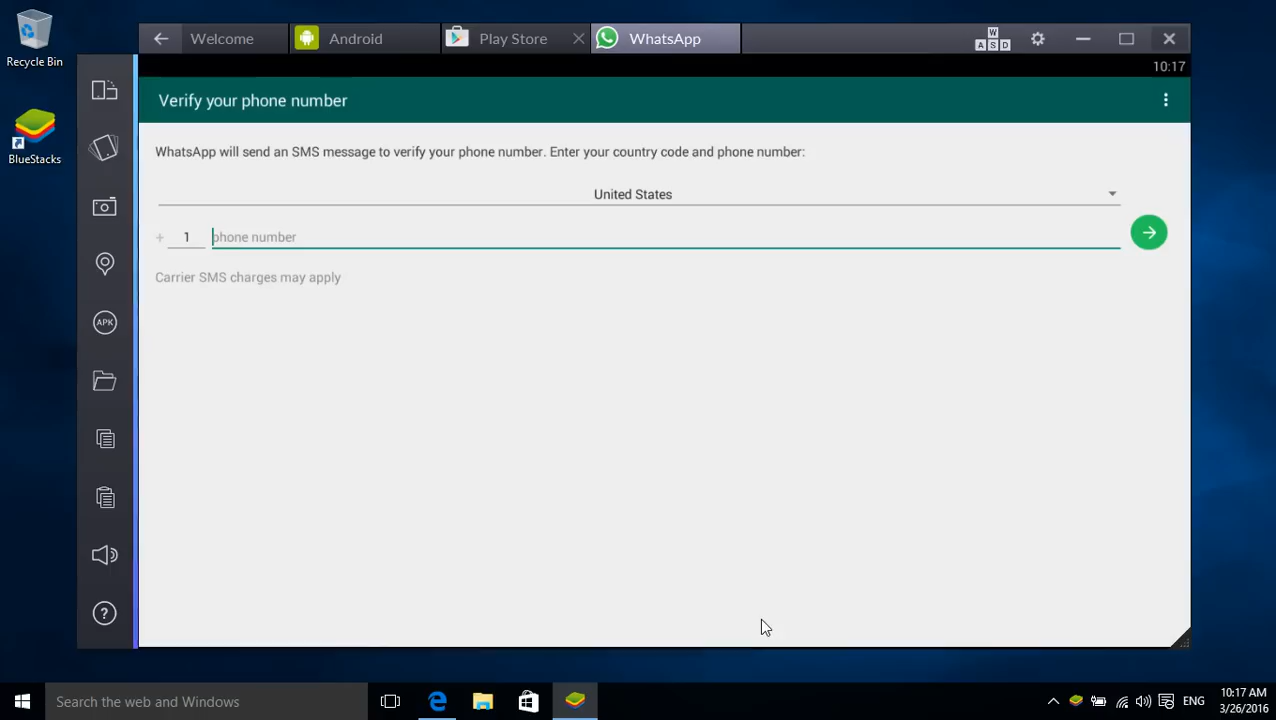 Recycle Bin
BlueStacks
Welcome
Android
Play Store
WhatsApp
W
A S D
10:17
Verify your phone number
WhatsApp will send an SMS message to verify your phone number. Enter your country code and phone number:
United States
+ 1 phone number
Carrier SMS charges may apply
APK
?
Search the web and Windows
ENG
10:17 AM
3/26/2016